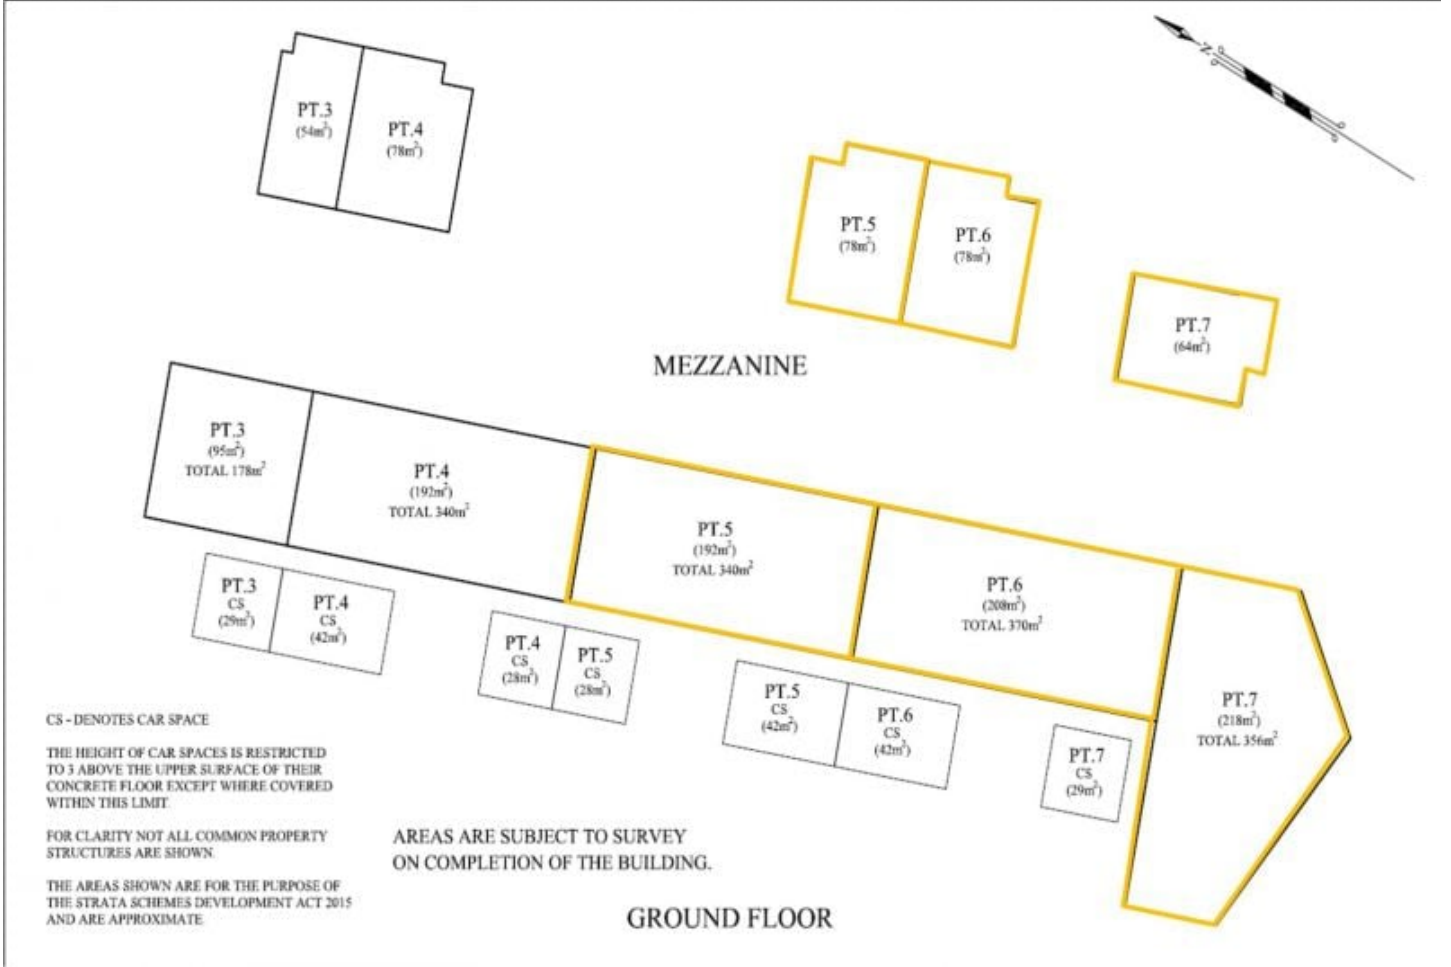 N
PT.3
(54m²)
PT.4
(78m²)
PT.5
(78m²)
PT.6
(78m²)
PT.7
(64m²)
MEZZANINE
PT.3
(95m²)
TOTAL 178m²
PT.4
(192m²)
TOTAL 340m²
PT.5
(192m²)
TOTAL 340m²
PT.6
(208m²)
TOTAL 370m²
PT.7
(218m²)
TOTAL 356m²
PT.3
CS
(29m²)
PT.4
CS
(42m²)
PT.4
CS
(28m²)
PT.5
CS
(28m²)
PT.5
CS
(42m²)
PT.6
CS
(42m²)
PT.7
CS
(29m²)
CS - DENOTES CAR SPACE
THE HEIGHT OF CAR SPACES IS RESTRICTED
TO 3 ABOVE THE UPPER SURFACE OF THEIR
CONCRETE FLOOR EXCEPT WHERE COVERED
WITHIN THIS LIMIT.
FOR CLARITY NOT ALL COMMON PROPERTY
STRUCTURES ARE SHOWN.
THE AREAS SHOWN ARE FOR THE PURPOSE OF
THE STRATA SCHEMES DEVELOPMENT ACT 2015
AND ARE APPROXIMATE
AREAS ARE SUBJECT TO SURVEY
ON COMPLETION OF THE BUILDING.
GROUND FLOOR